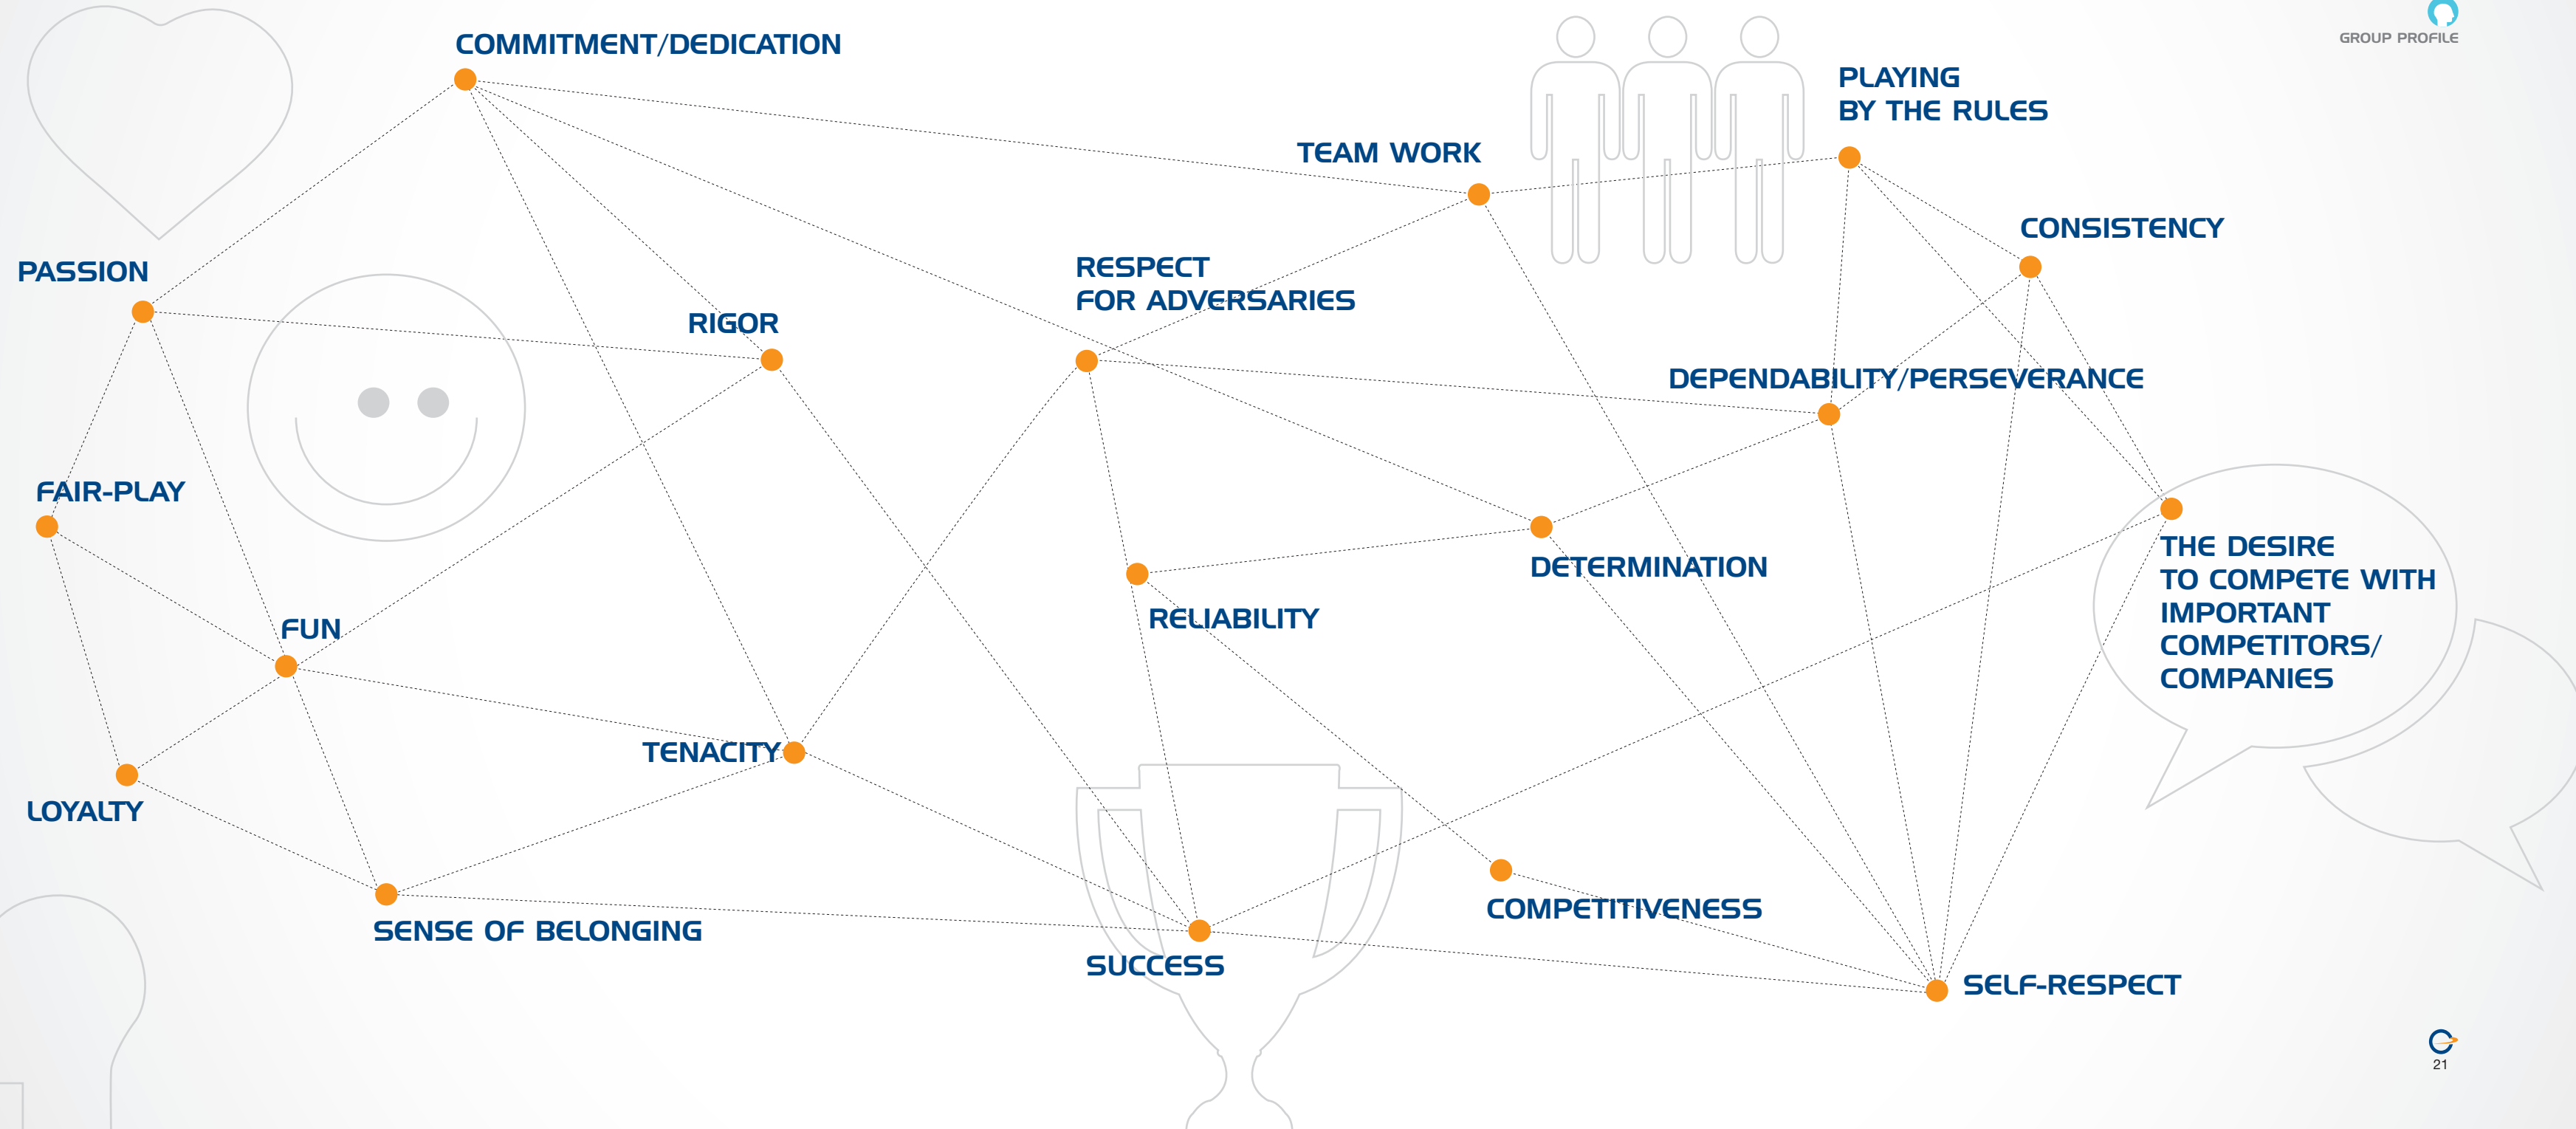 GROUP PROFILE
COMMITMENT/DEDICATION
PLAYING
BY THE RULES
TEAM WORK
CONSISTENCY
PASSION
RESPECT
FOR ADVERSARIES
RIGOR
DEPENDABILITY/PERSEVERANCE
FAIR-PLAY
THE DESIRE
TO COMPETE WITH
IMPORTANT
COMPETITORS/
COMPANIES
DETERMINATION
RELIABILITY
FUN
TENACITY
LOYALTY
COMPETITIVENESS
SENSE OF BELONGING
SUCCESS
SELF-RESPECT
21